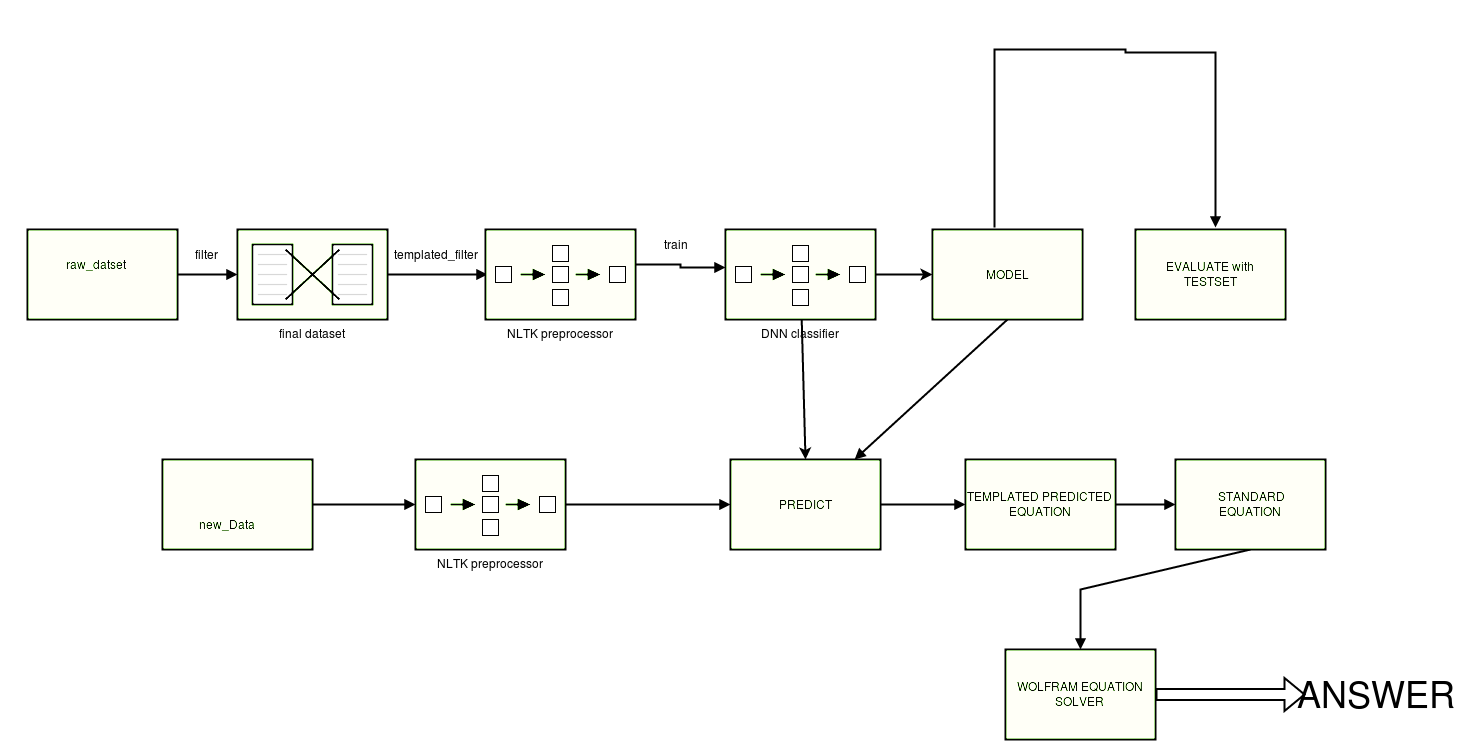 filter
templated_filter
train
raw_datset
MODEL
EVALUATE with
TESTSET
final dataset
NLTK preprocessor
DNN classifier
new_Data
NLTK preprocessor
PREDICT
TEMPLATED PREDICTED
EQUATION
STANDARD
EQUATION
WOLFRAM EQUATION
SOLVER
ANSWER